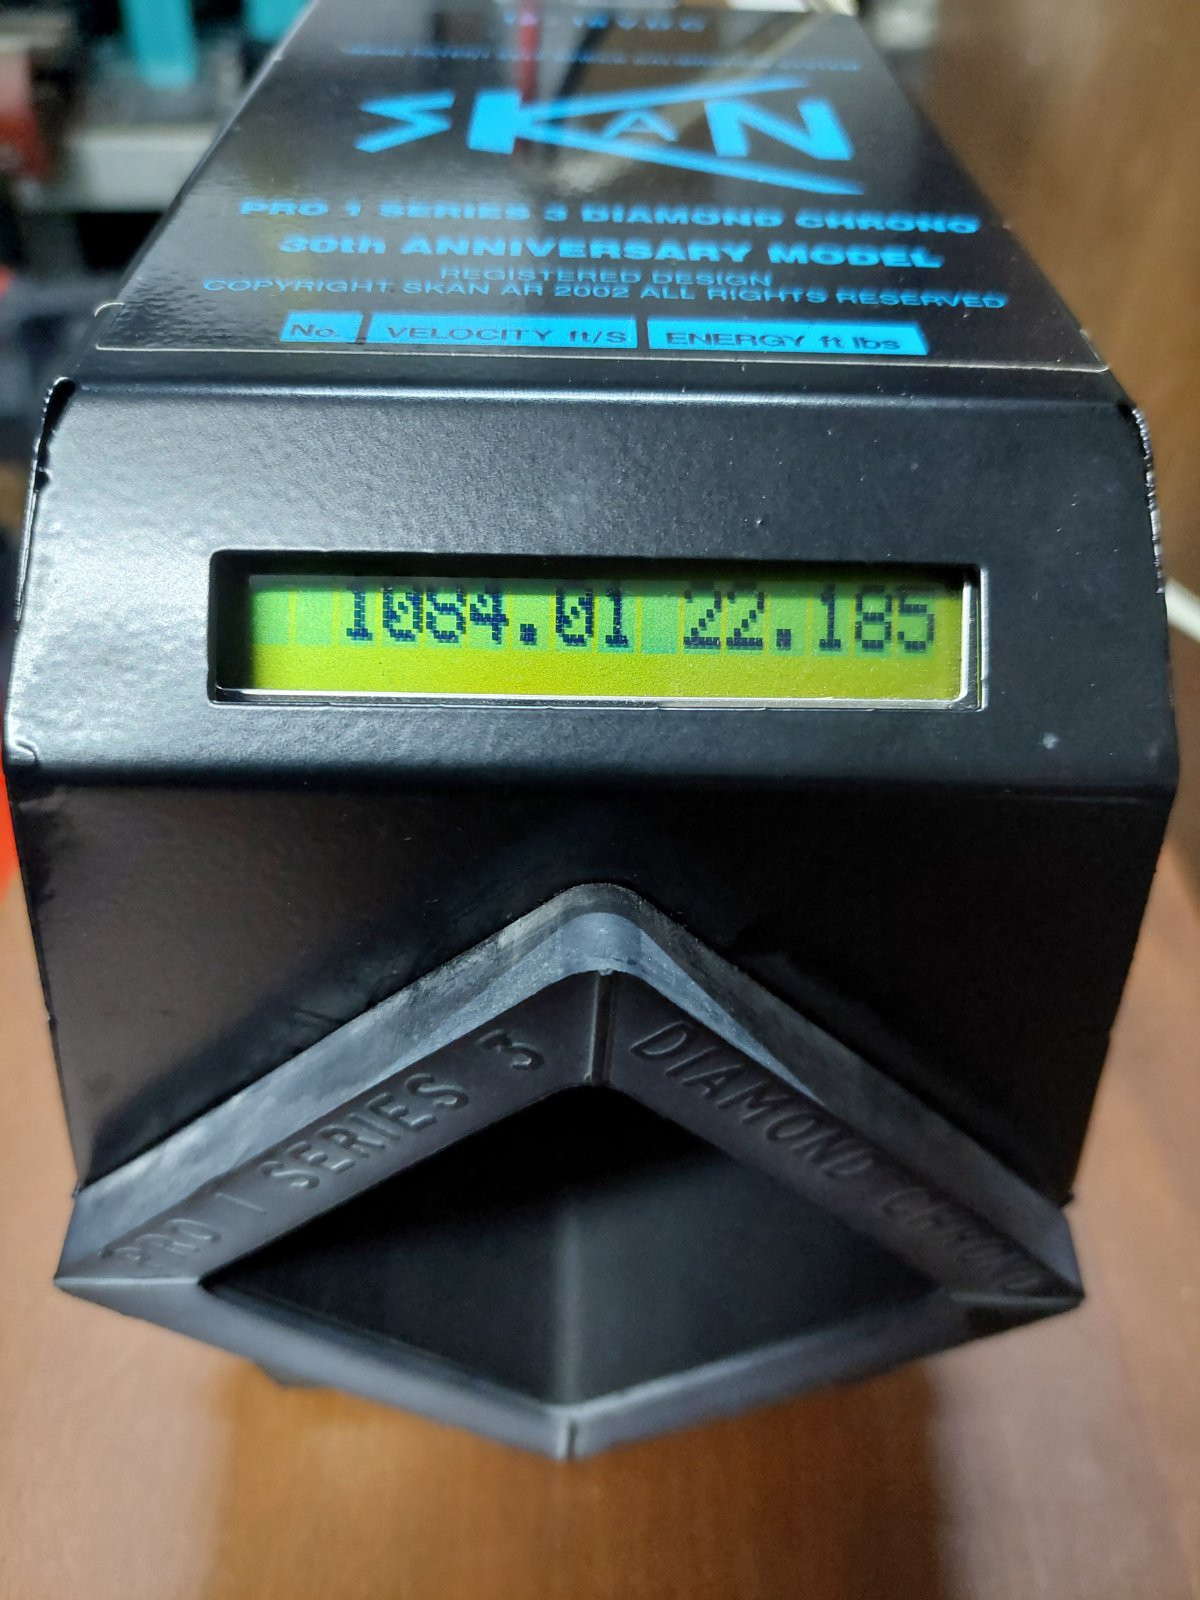 SKAN
PRO 1 SERIES 3 DIAMOND CHRONO
30th ANNIVERSARY MODEL
REGISTERED DESIGN
COPYRIGHT SKAN AR 2002 ALL RIGHTS RESERVED
No. VELOCITY ft/S ENERGY ft lbs
1084.01 22.185
PRO 1 SERIES 3 DIAMOND CHRONO